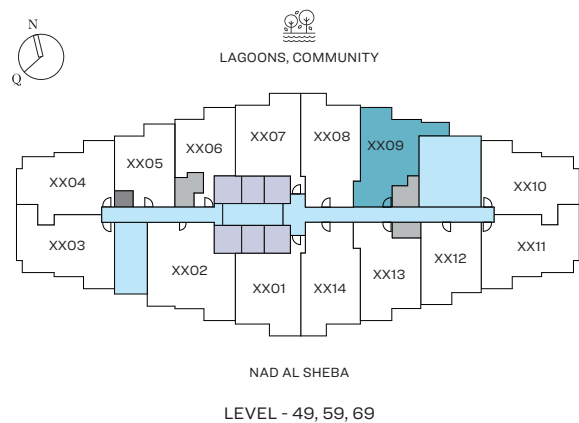 N
Q
LAGOONS, COMMUNITY
XX07
XX08
XX06
XX09
XX05
XX04
XX10
XX03
XX11
XX02
XX12
XX13
XX01
XX14
NAD AL SHEBA
LEVEL - 49, 59, 69